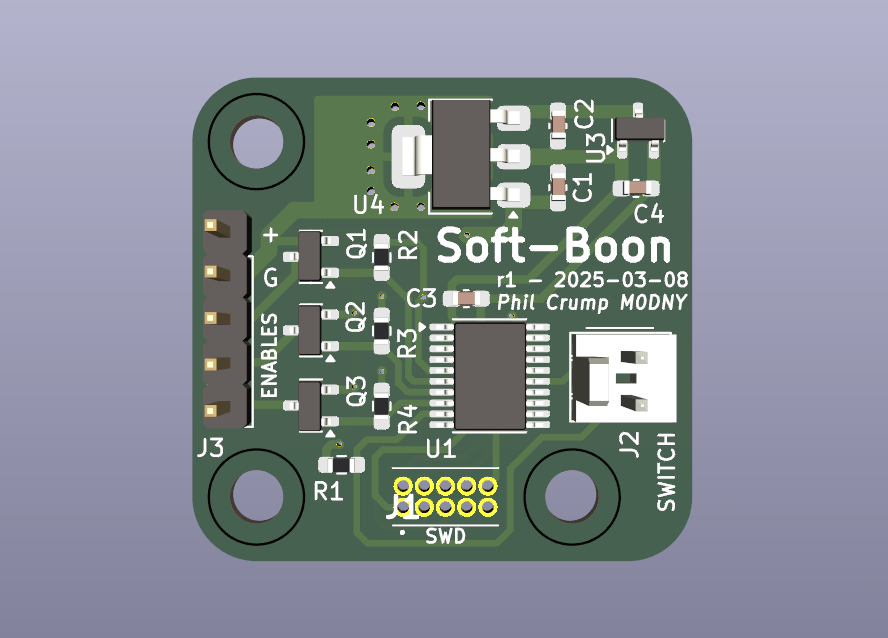 C2
U3
C1
U4
C4
+
Q1
R2
Soft-Boon
G
r1 - 2025-03-08
C3
Phil Crump M0DNY
Q2
R3
ENABLES
Q3
R4
J3
U1
J2
SWITCH
R1
J1
SWD